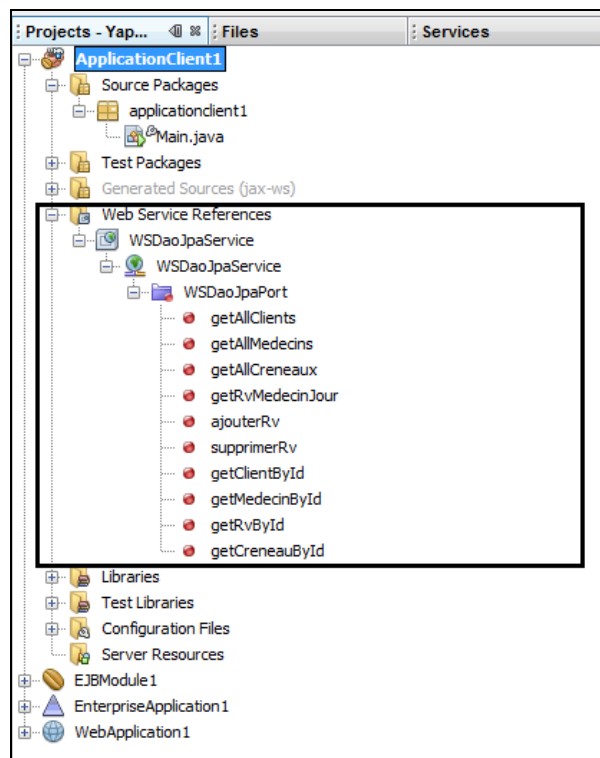 Projects - Yap... Files Services
ApplicationClient1
Source Packages
applicationclient1
Main.java
Test Packages
Generated Sources (jax-ws)
Web Service References
WSDaoJpaService
WSDaoJpaService
WSDaoJpaPort
getAllClients
getAllMedecins
getAllCreneaux
getRvMedecinJour
ajouterRv
supprimerRv
getClientById
getMedecinById
getRvById
getCreneauById
Libraries
Test Libraries
Configuration Files
Server Resources
EJBModule1
EnterpriseApplication1
WebApplication1